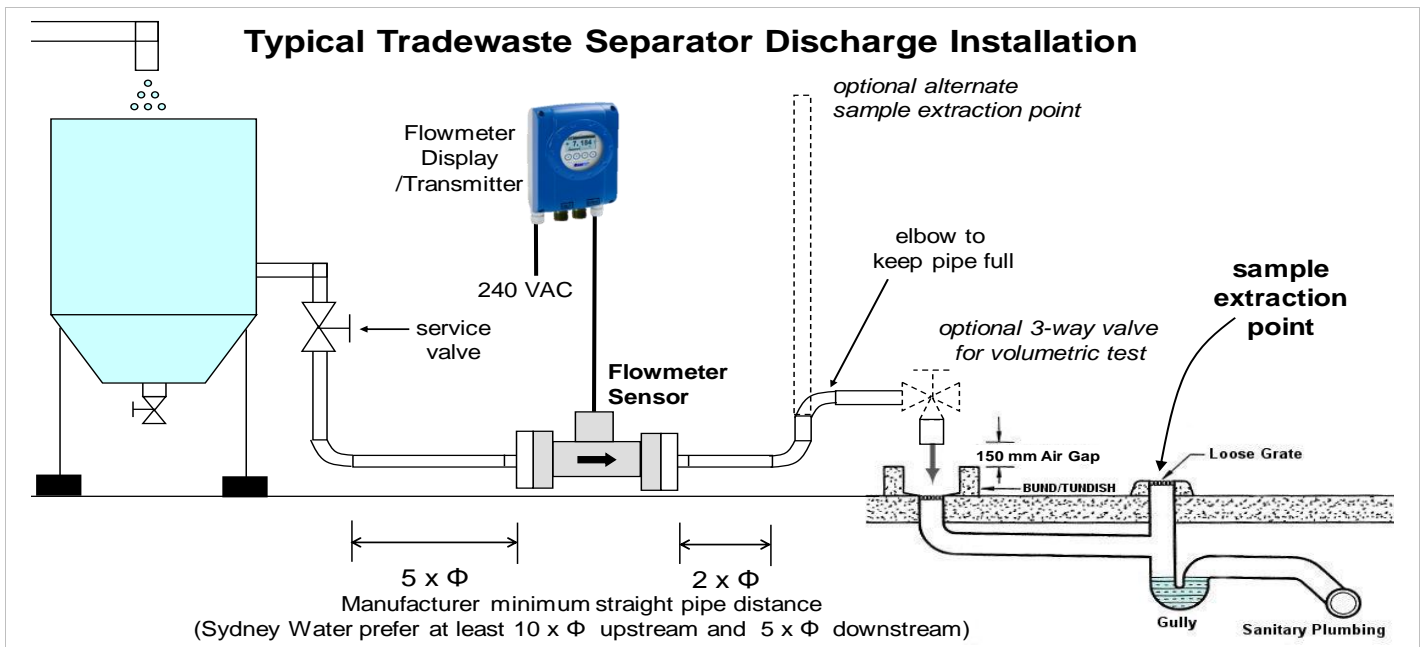 Typical Tradewaste Separator Discharge Installation
optional alternate
sample extraction point
Flowmeter
Display
/Transmitter
7.184
240 VAC
elbow to
keep pipe full
sample
extraction
point
service
valve
optional 3-way valve
for volumetric test
Flowmeter
Sensor
150 mm Air Gap
Loose Grate
BUND/TUNDISH
5 x Φ
2 x Φ
Manufacturer minimum straight pipe distance
(Sydney Water prefer at least 10 x Φ upstream and 5 x Φ downstream)
Gully
Sanitary Plumbing